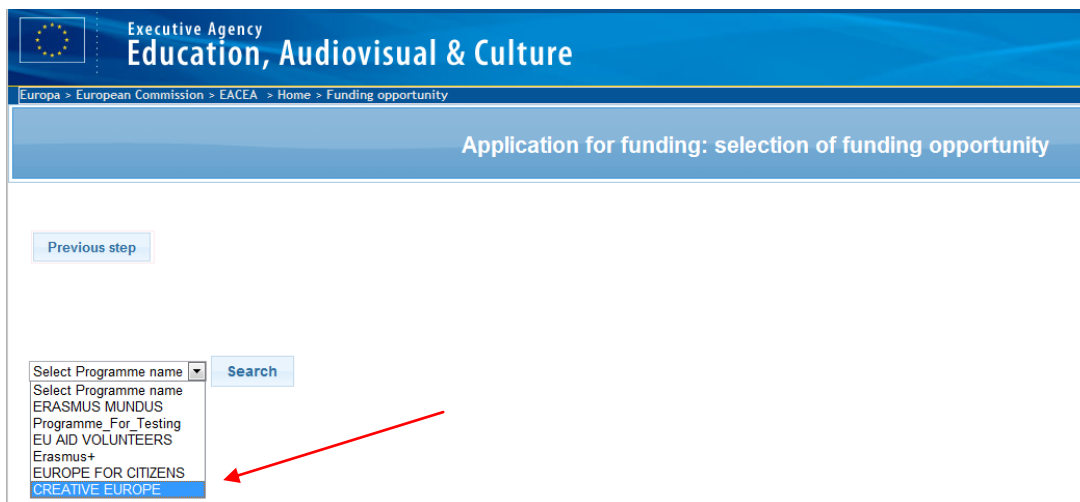 Executive Agency
Education, Audiovisual & Culture
Europa > European Commission > EACEA > Home > Funding opportunity
Application for funding: selection of funding opportunity
Previous step
Select Programme name Search
Select Programme name
ERASMUS MUNDUS
Programme_For_Testing
EU AID VOLUNTEERS
Erasmus+
EUROPE FOR CITIZENS
CREATIVE EUROPE